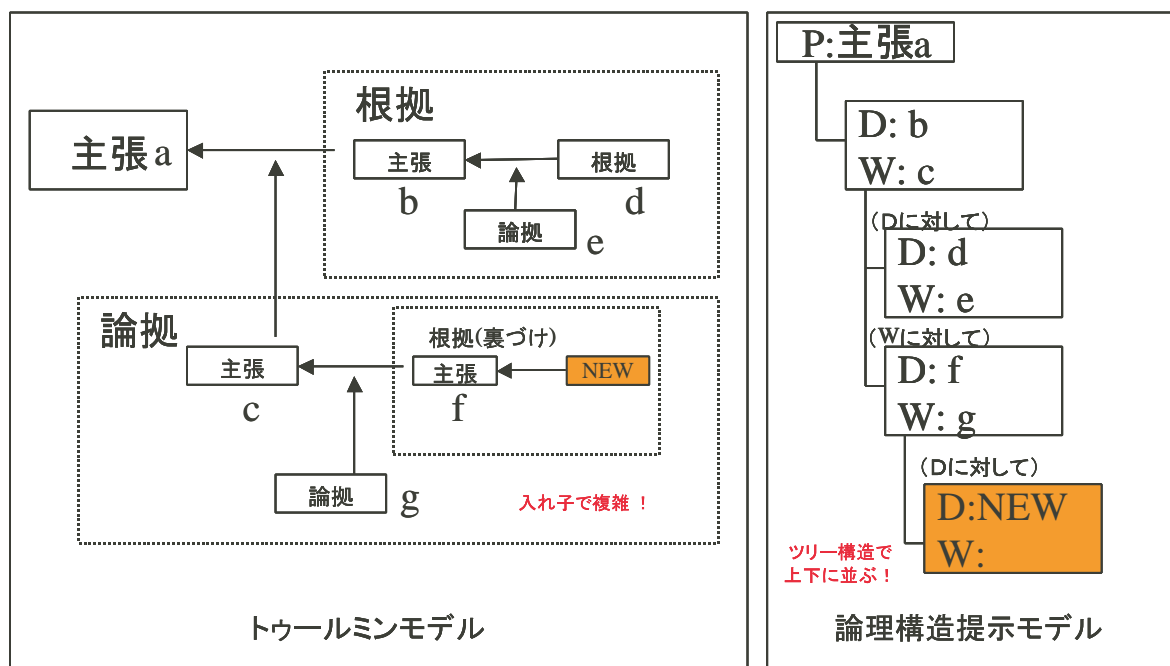 根拠
主張 a
主張
根拠
b
d
論拠
e
論拠
根拠(裏づけ)
主張
主張
NEW
c
f
論拠
g
入れ子で複雑！
トゥールミンモデル
P:主張a
D: b
W: c
(Dに対して)
D: d
W: e
(Wに対して)
D: f
W: g
(Dに対して)
D:NEW
W:
ツリー構造で
上下に並ぶ！
論理構造提示モデル